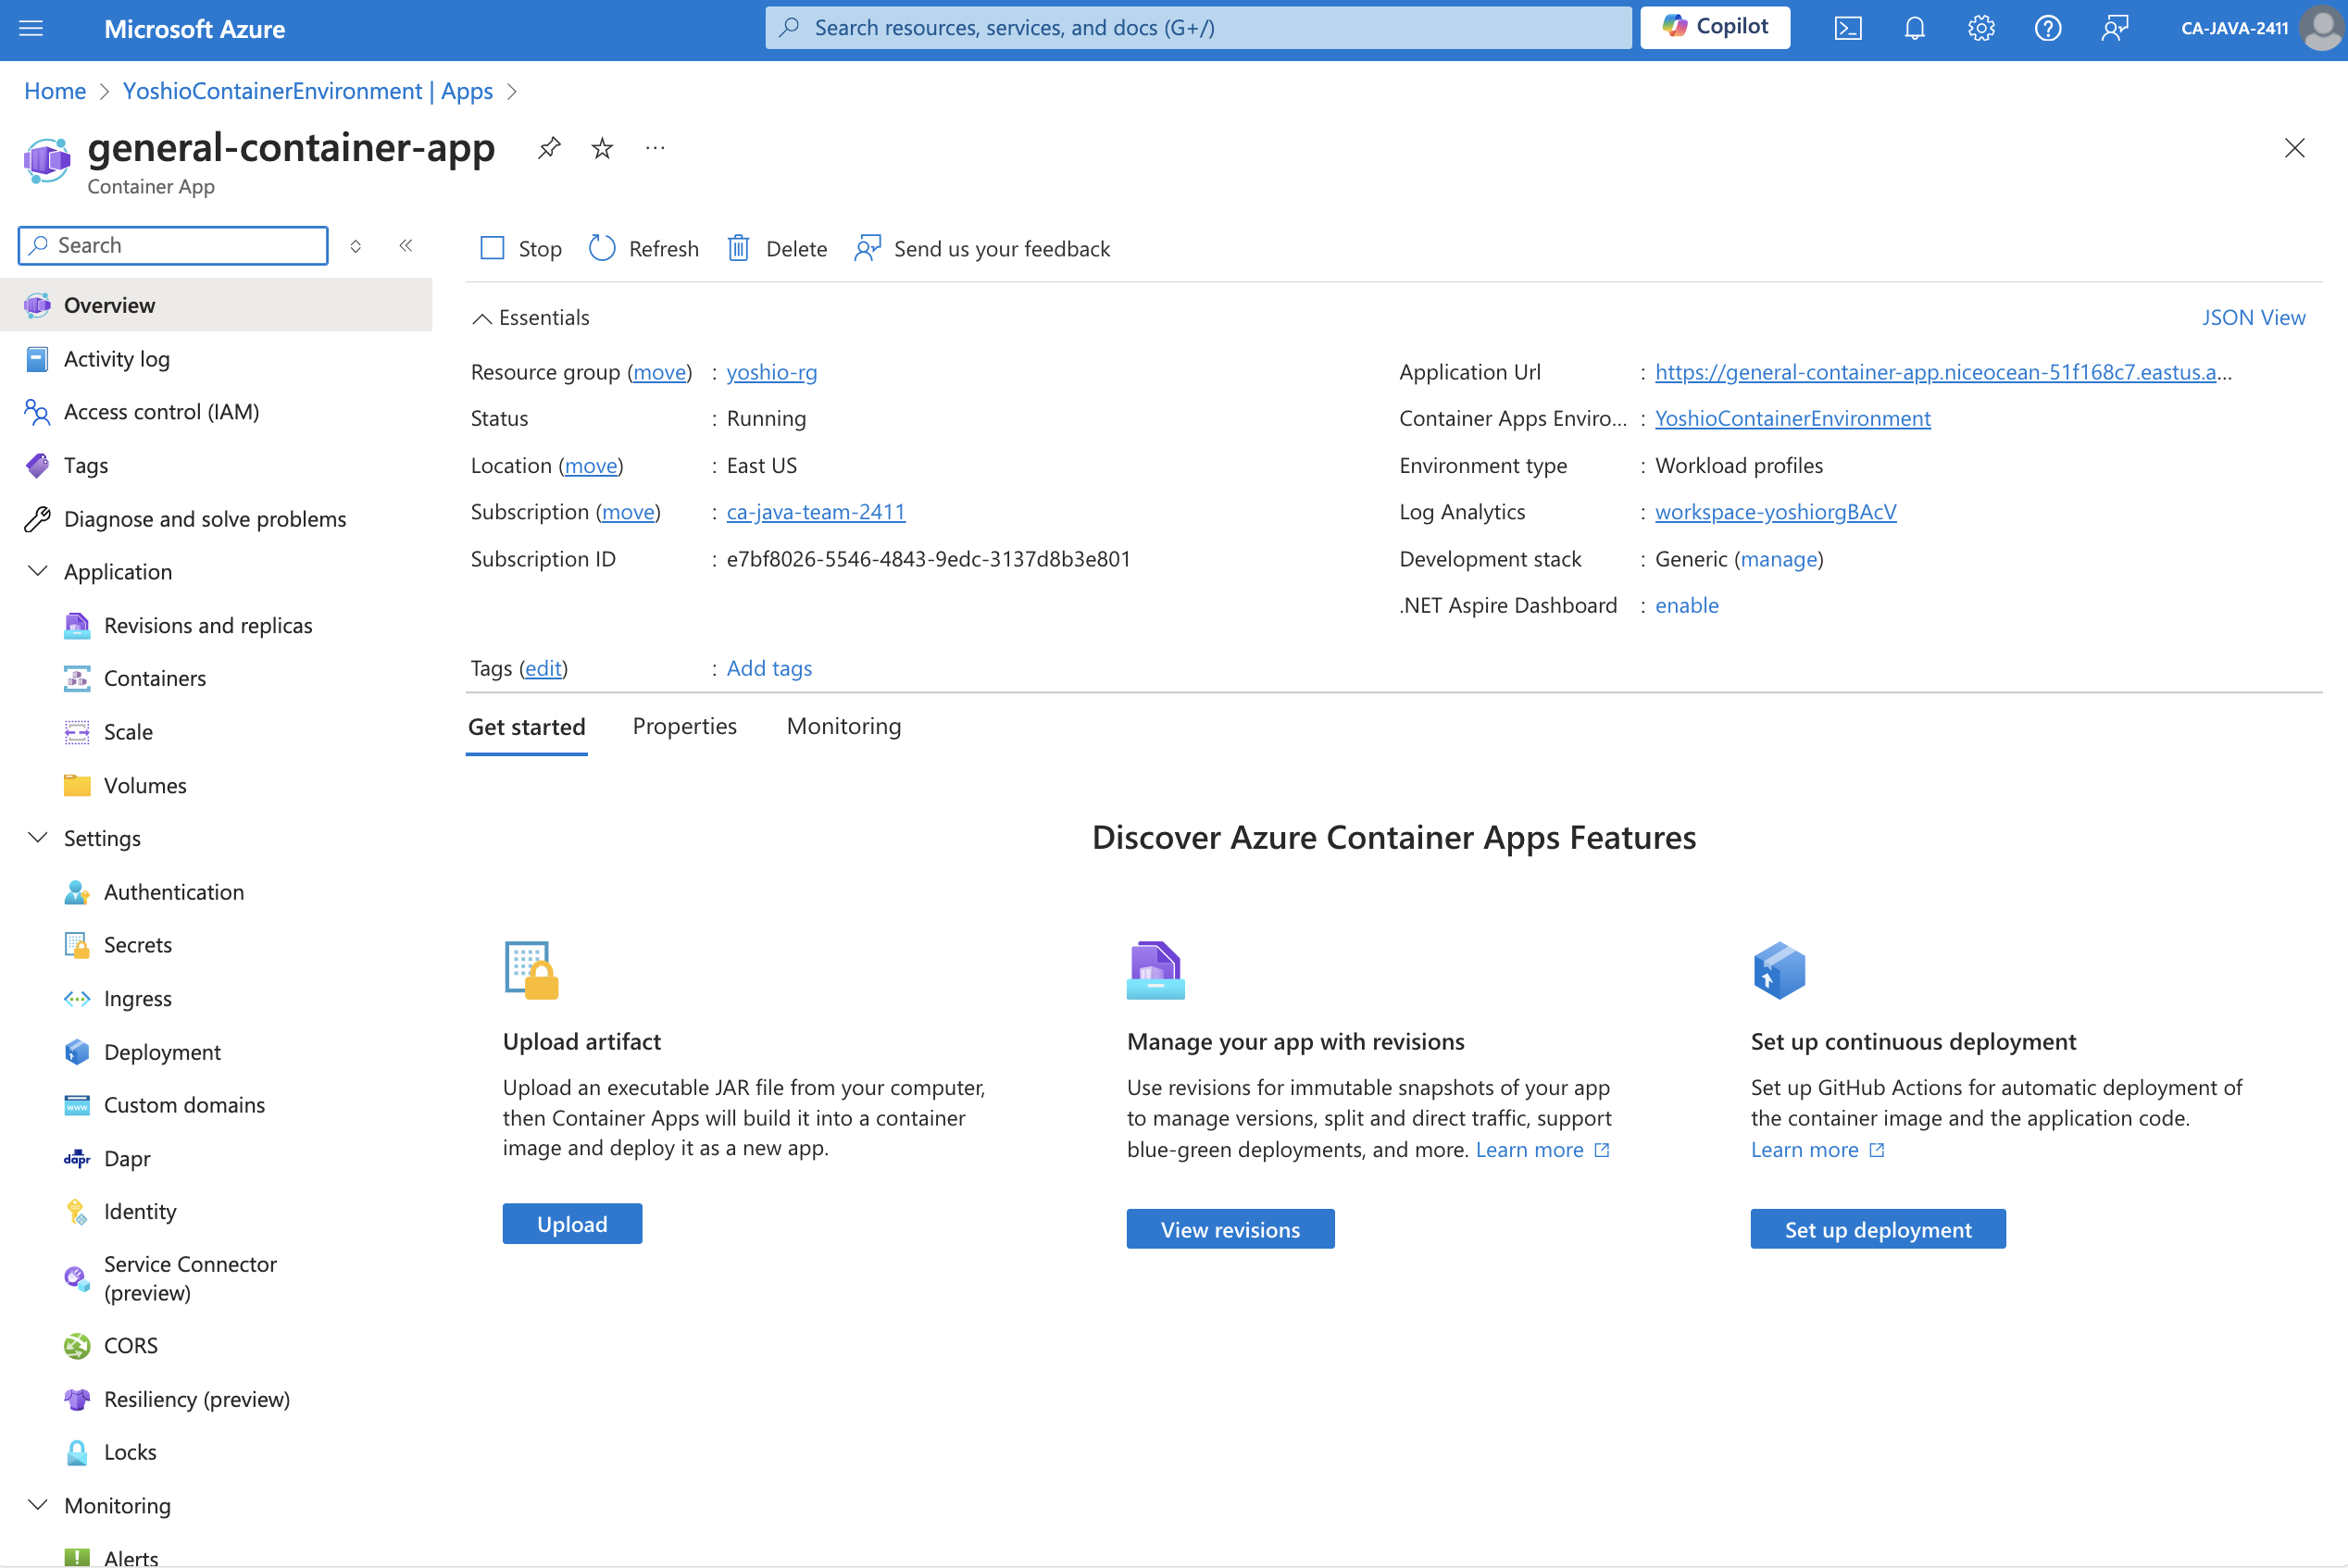 Microsoft Azure
Search resources, services, and docs (G+/)
Copilot
CA-JAVA-2411
Home > YoshioContainerEnvironment | Apps >
general-container-app
Container App
Search
Stop
Refresh
Delete
Send us your feedback
Overview
Activity log
Access control (IAM)
Tags
Diagnose and solve problems
Application
Revisions and replicas
Containers
Scale
Volumes
Settings
Authentication
Secrets
Ingress
Deployment
Custom domains
dapr Dapr
Identity
Service Connector
(preview)
CORS
Resiliency (preview)
Locks
Monitoring
Alerts
Essentials
JSON View
Resource group (move) : yoshio-rg
Status : Running
Location (move) : East US
Subscription (move) : ca-java-team-2411
Subscription ID : e7bf8026-5546-4843-9edc-3137d8b3e801
Application Url : https://general-container-app.niceocean-51f168c7.eastus.a...
Container Apps Enviro... : YoshioContainerEnvironment
Environment type : Workload profiles
Log Analytics : workspace-yoshiorgBAcV
Development stack : Generic (manage)
.NET Aspire Dashboard : enable
Tags (edit) : Add tags
Get started
Properties
Monitoring
Discover Azure Container Apps Features
Upload artifact
Upload an executable JAR file from your computer,
then Container Apps will build it into a container
image and deploy it as a new app.
Upload
Manage your app with revisions
Use revisions for immutable snapshots of your app
to manage versions, split and direct traffic, support
blue-green deployments, and more. Learn more
View revisions
Set up continuous deployment
Set up GitHub Actions for automatic deployment of
the container image and the application code.
Learn more
Set up deployment